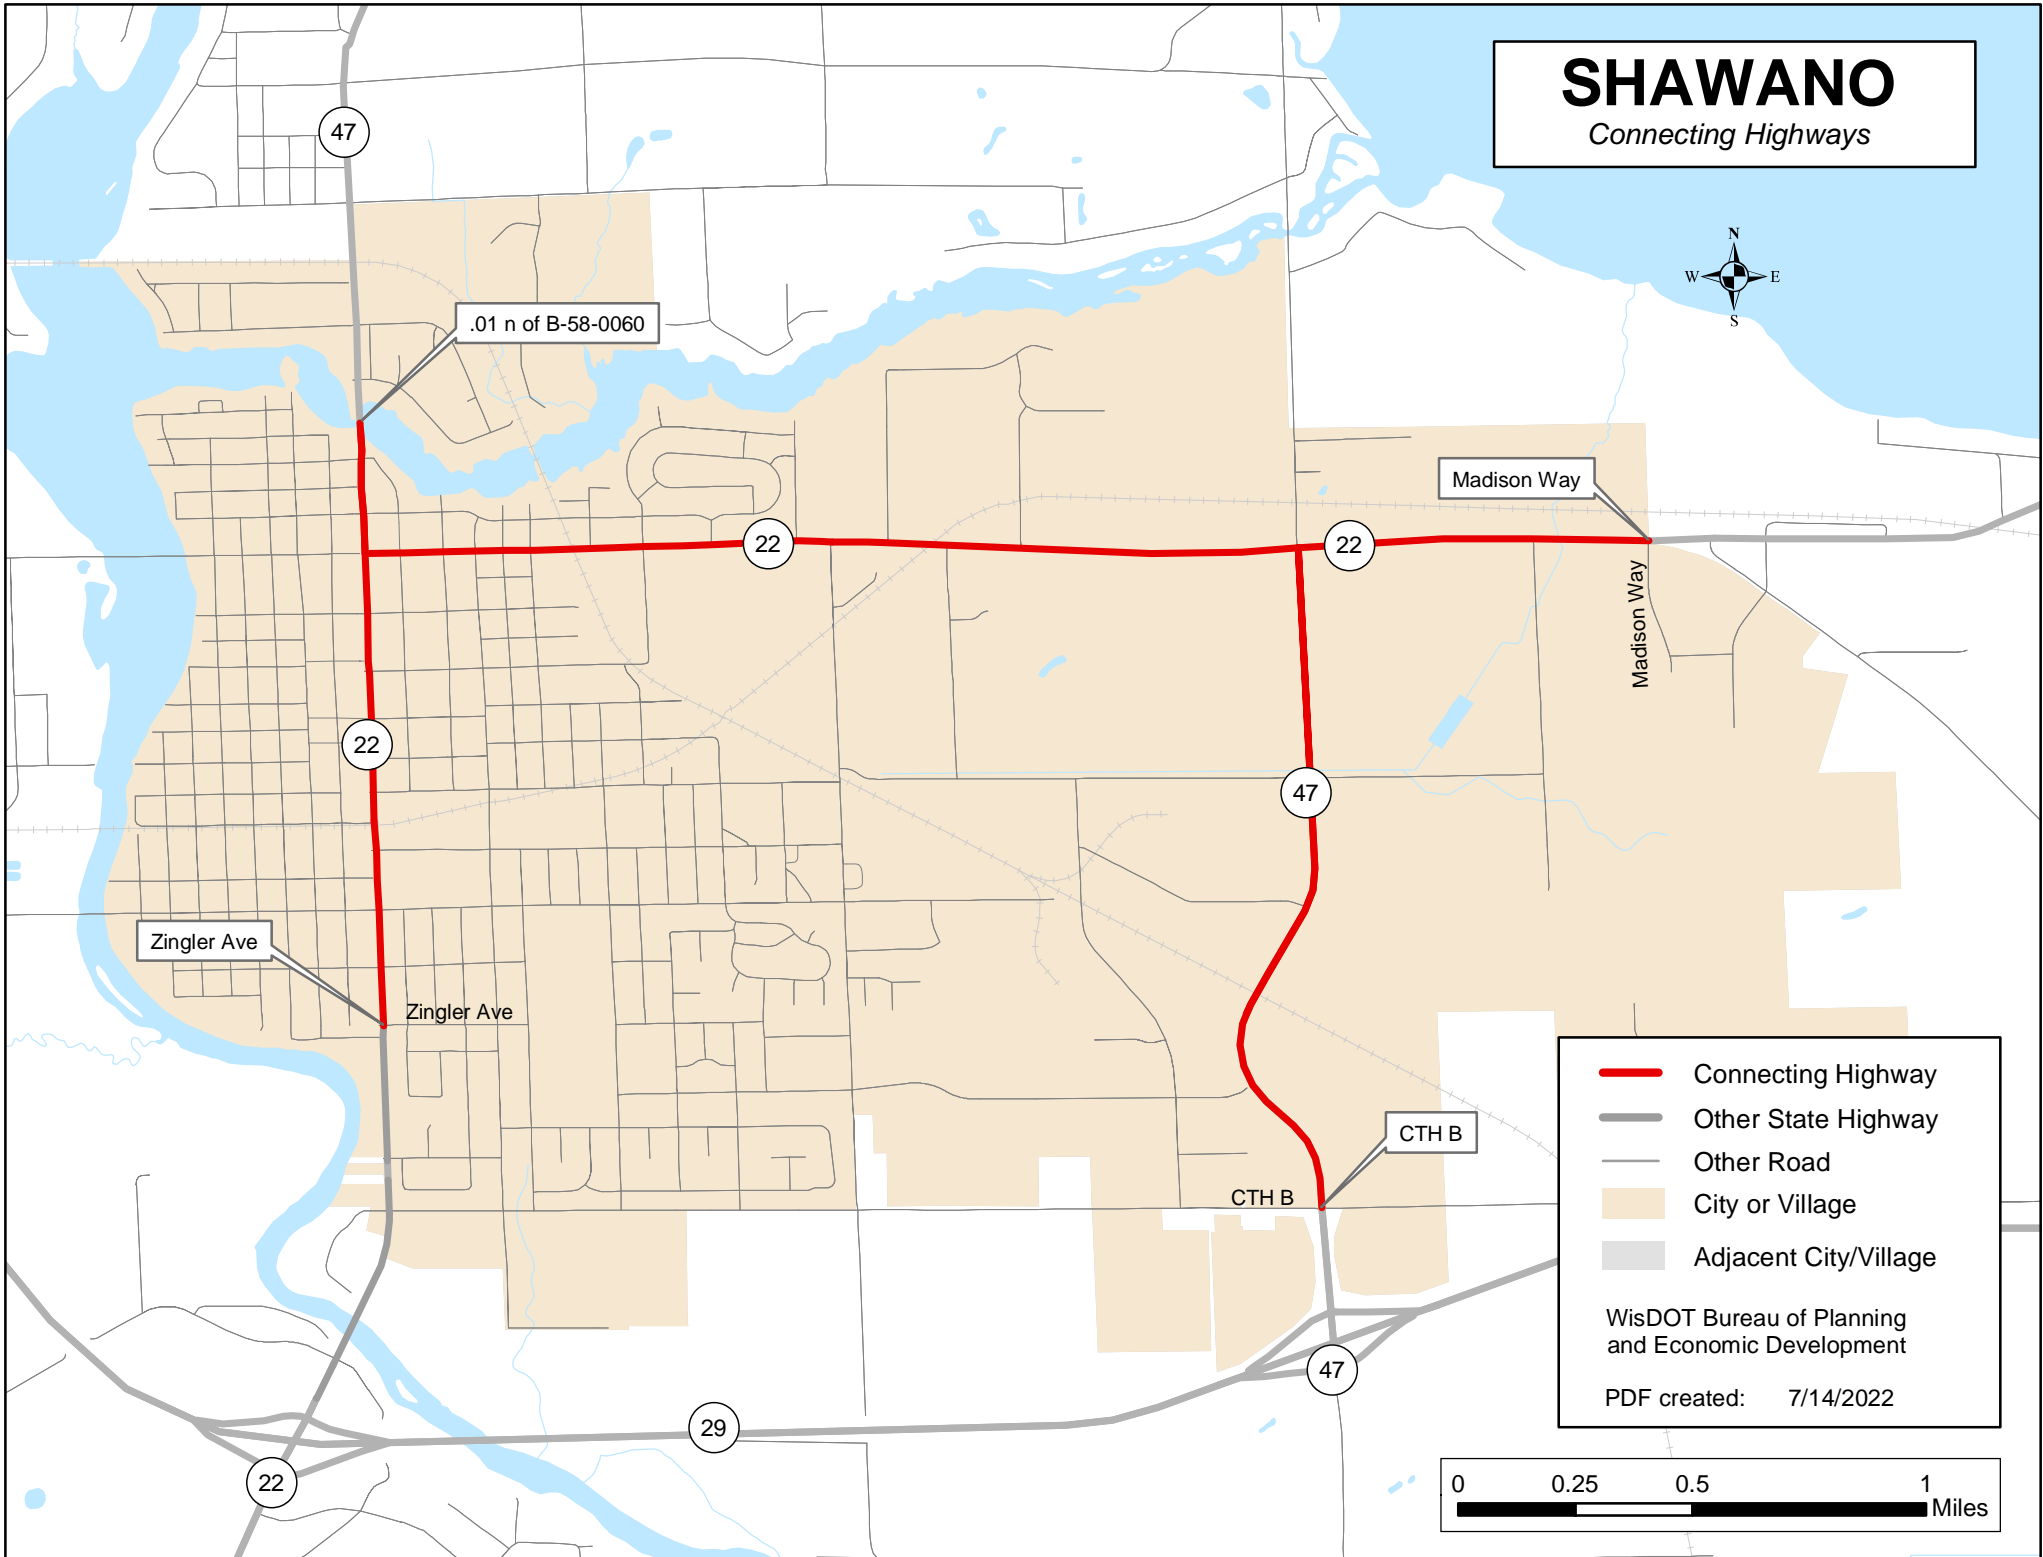 SHAWANO
Connecting Highways
47
N
W
E
S
.01 n of B-58-0060
Madison Way
22
22
Madison Way
22
47
Zingler Ave
Zingler Ave
CTH B
CTH B
Connecting Highway
Other State Highway
Other Road
City or Village
Adjacent City/Village
WisDOT Bureau of Planning
and Economic Development
PDF created: 7/14/2022
47
29
22
0 0.25 0.5 1
Miles